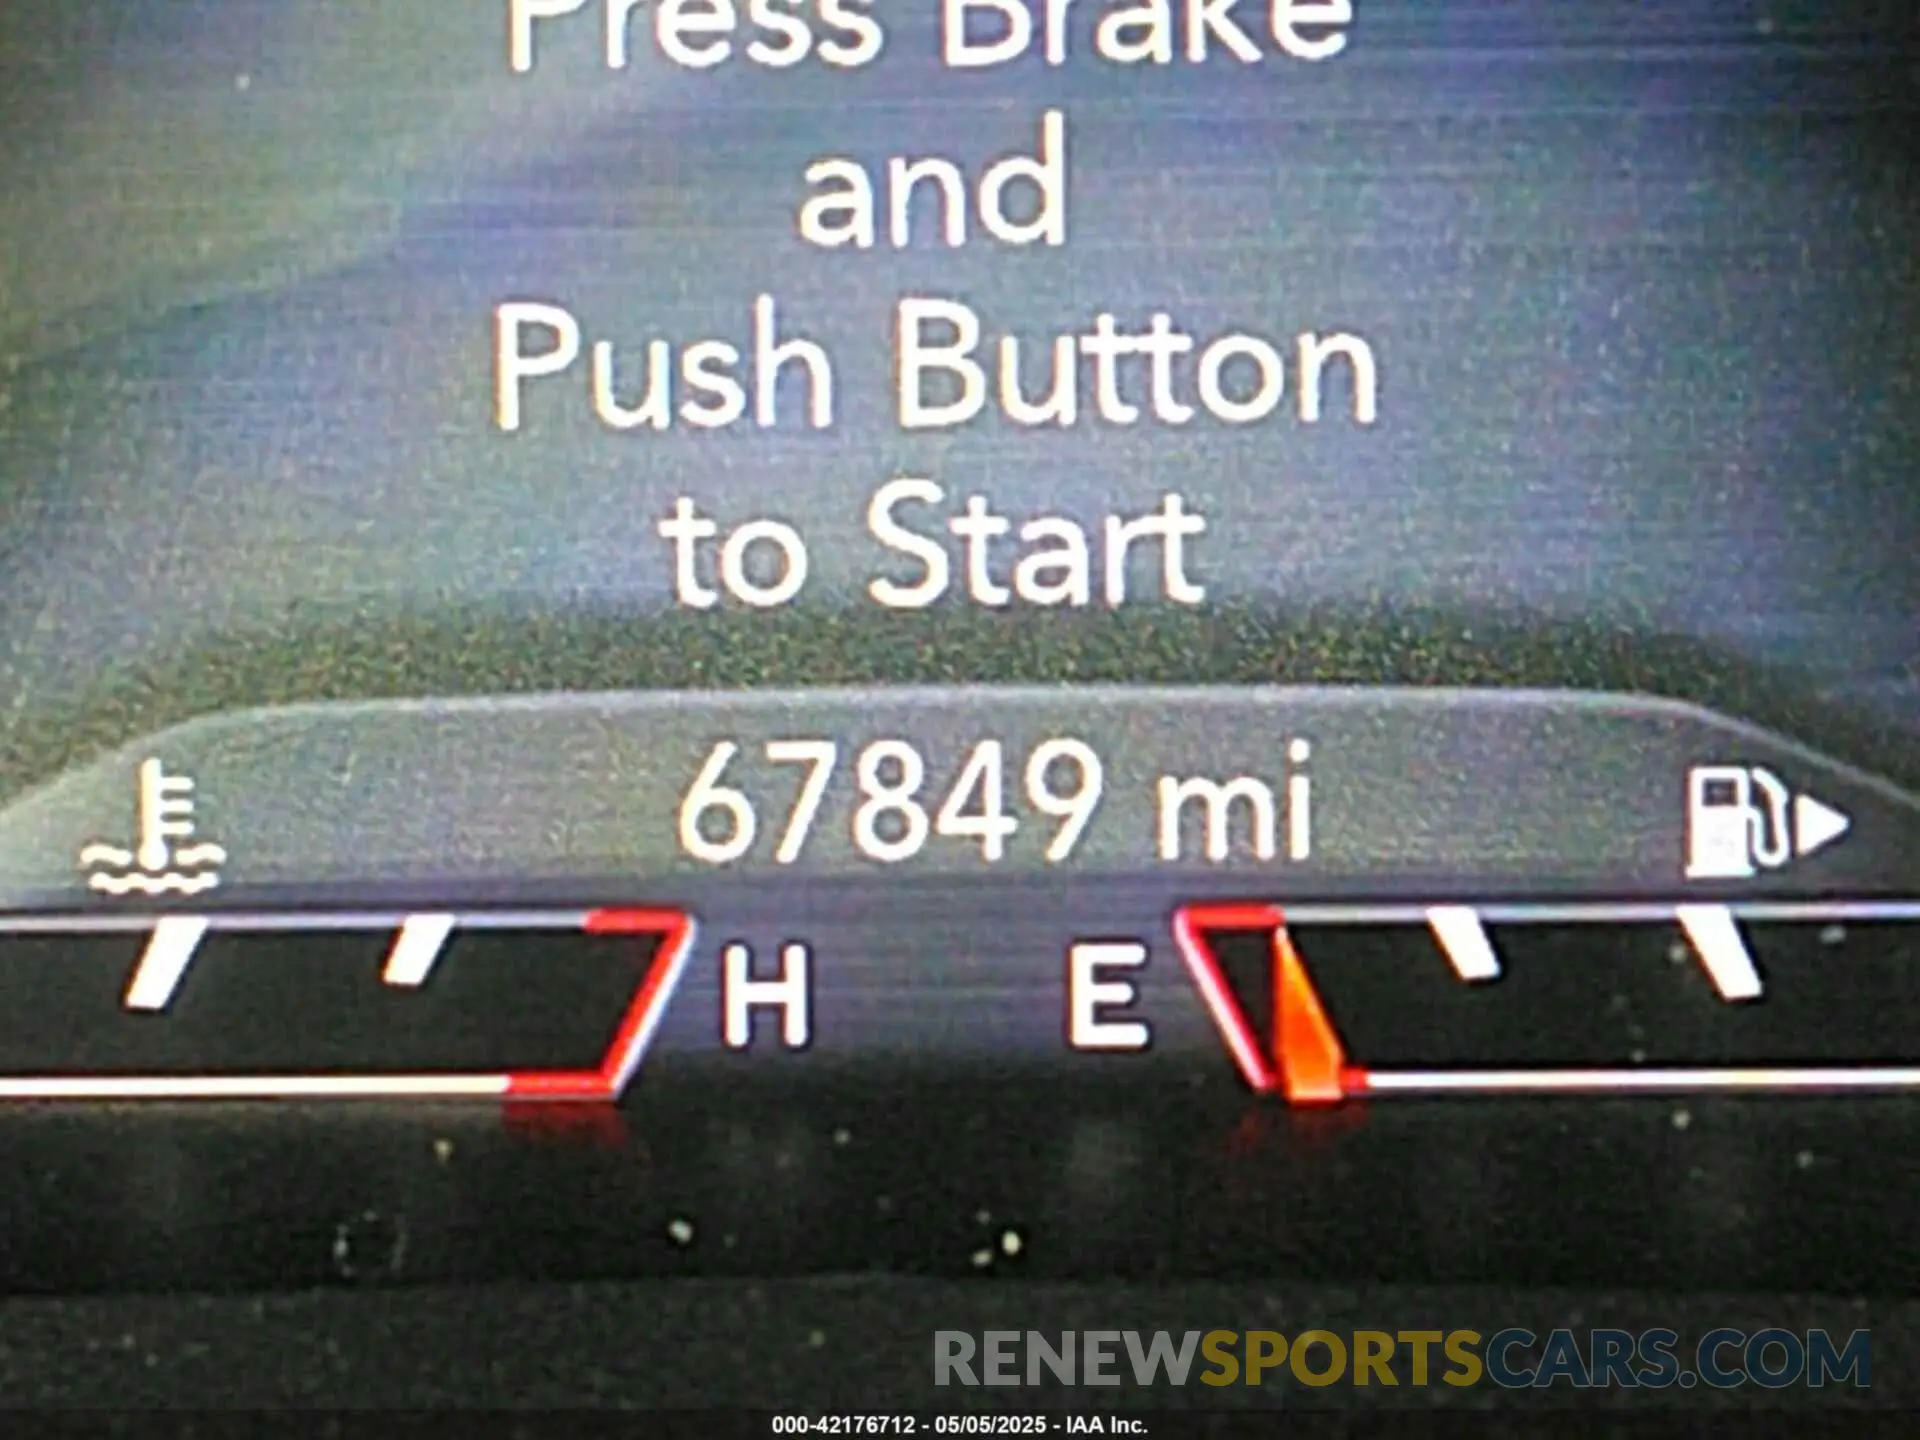 Press Brake
and
Push Button
to Start
67849 mi
H E
RENEWSPORTSCARS.COM
000-42176712 - 05/05/2025 - IAA Inc.